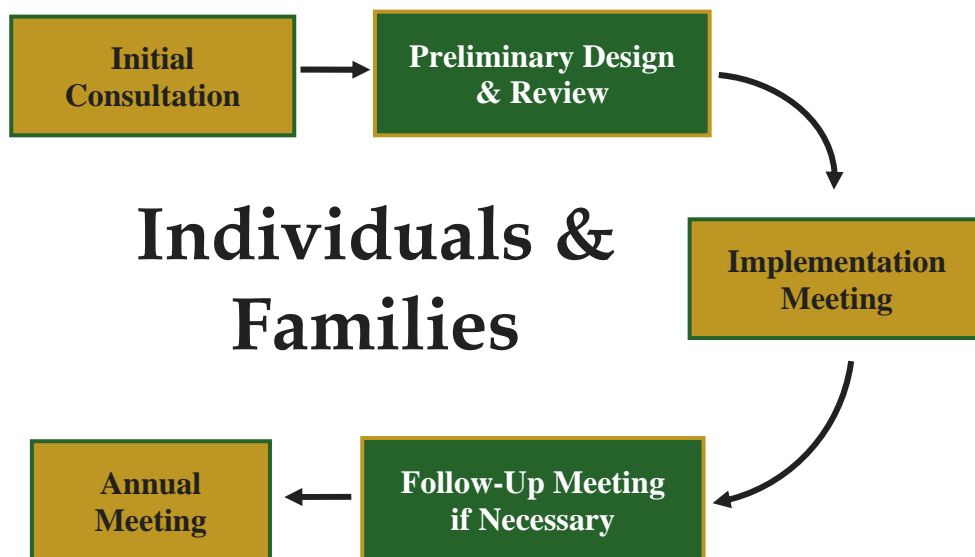 Initial
Consultation
Preliminary Design
& Review
Individuals &
Families
Implementation
Meeting
Follow-Up Meeting
if Necessary
Annual
Meeting